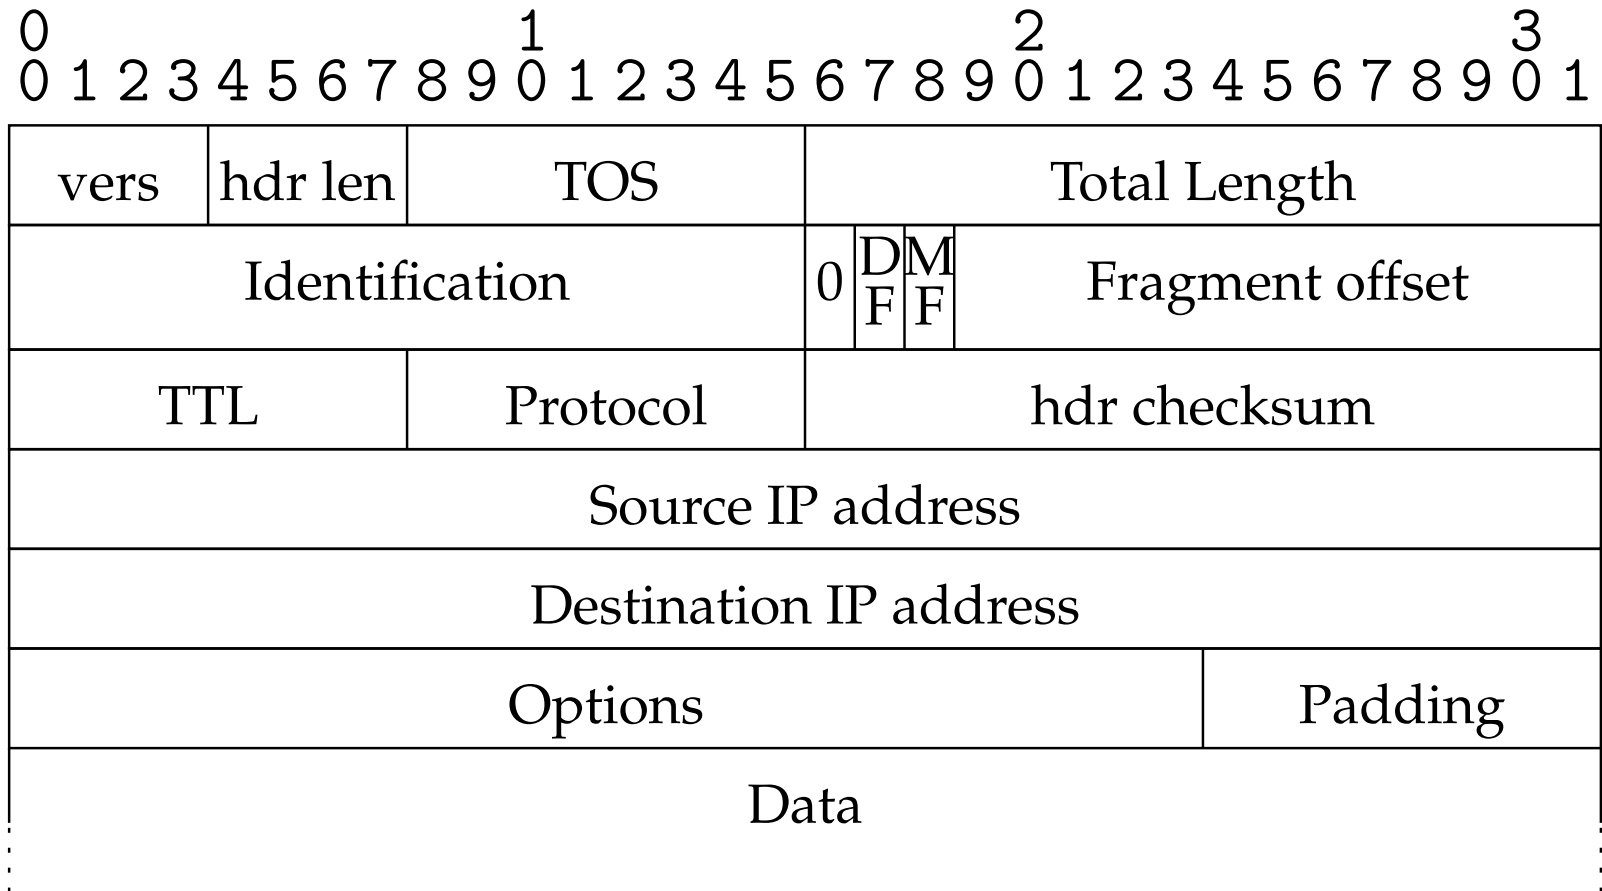 0 1 2 3
0 1 2 3 4 5 6 7 8 9 0 1 2 3 4 5 6 7 8 9 0 1 2 3 4 5 6 7 8 9 0 1
vers hdr len TOS Total Length
Identification 0 DF MF Fragment offset
TTL Protocol hdr checksum
Source IP address
Destination IP address
Options Padding
Data